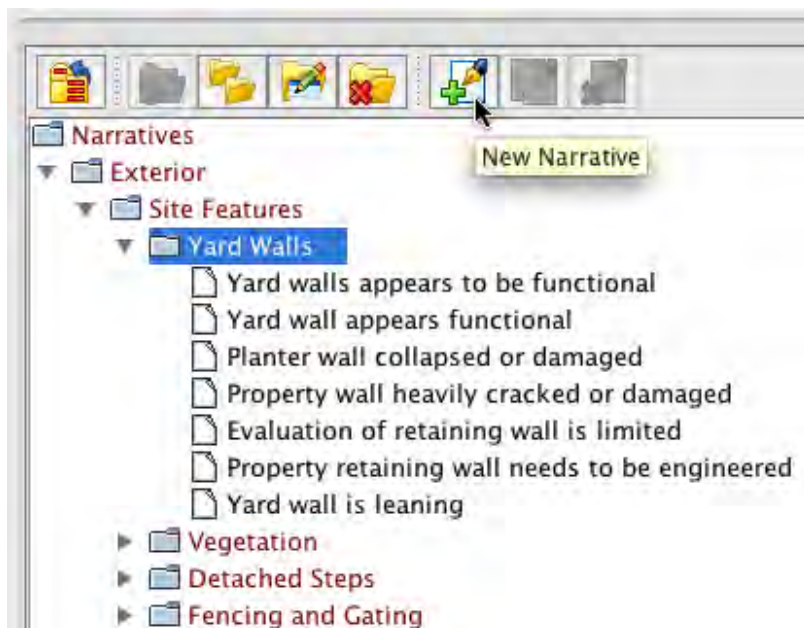 New Narrative
Narratives
Exterior
Site Features
Yard Walls
Yard walls appears to be functional
Yard wall appears functional
Planter wall collapsed or damaged
Property wall heavily cracked or damaged
Evaluation of retaining wall is limited
Property retaining wall needs to be engineered
Yard wall is leaning
Vegetation
Detached Steps
Fencing and Gating